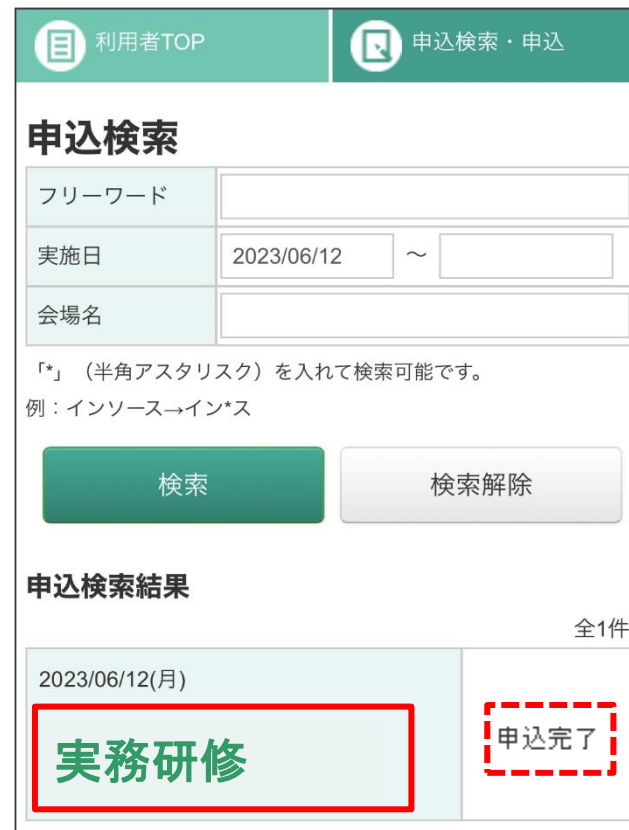 利用者TOP
申込検索・申込
申込検索
フリーワード
実施日 2023/06/12 ～
会場名
「*」（半角アスタリスク）を入れて検索可能です。
例：インソース→イン*ス
検索 検索解除
申込検索結果
全1件
2023/06/12(月)
実務研修 申込完了